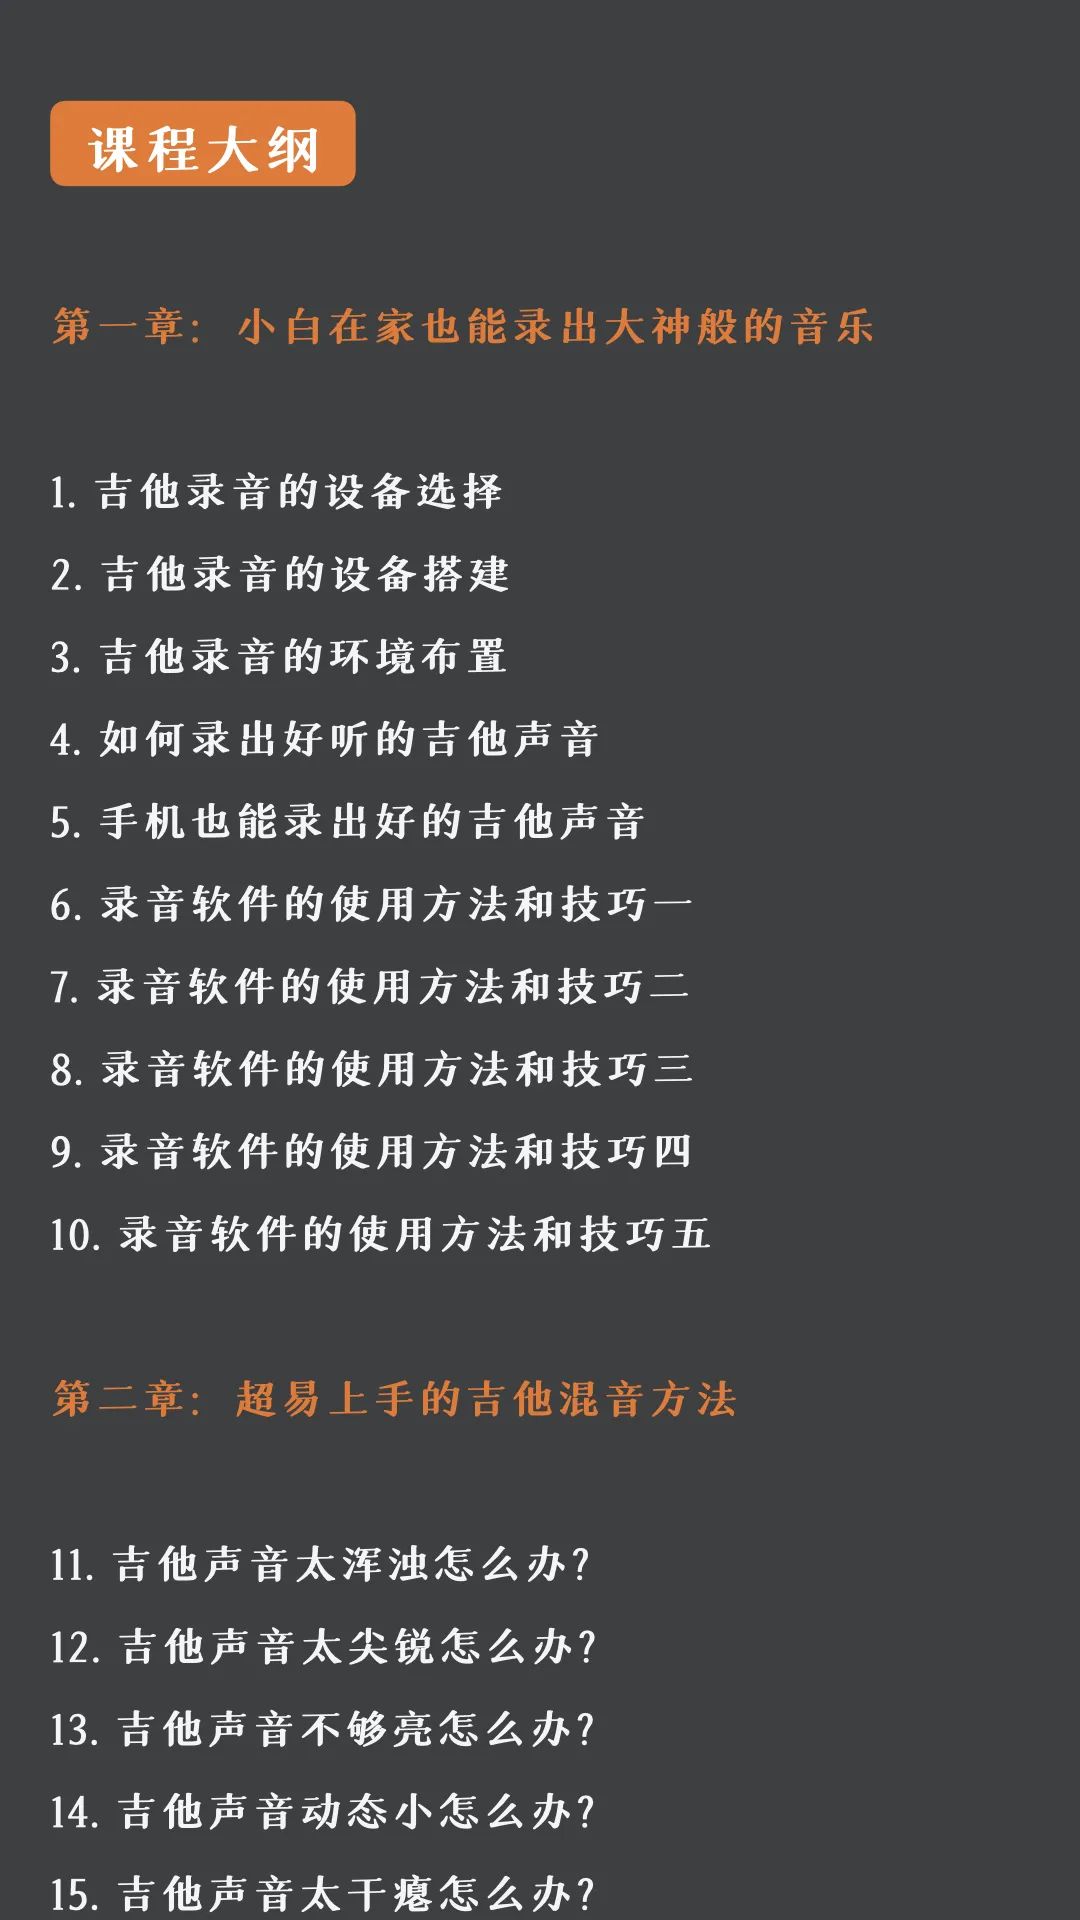 课程大纲
第一章：小白在家也能录出大神般的音乐
1. 吉他录音的设备选择
2. 吉他录音的设备搭建
3. 吉他录音的环境布置
4. 如何录出好听的吉他声音
5. 手机也能录出好的吉他声音
6. 录音软件的使用方法和技巧一
7. 录音软件的使用方法和技巧二
8. 录音软件的使用方法和技巧三
9. 录音软件的使用方法和技巧四
10. 录音软件的使用方法和技巧五
第二章：超易上手的吉他混音方法
11. 吉他声音太浑浊怎么办?
12. 吉他声音太尖锐怎么办?
13. 吉他声音不够亮怎么办?
14. 吉他声音动态小怎么办?
15. 吉他声音太干瘪怎么办?